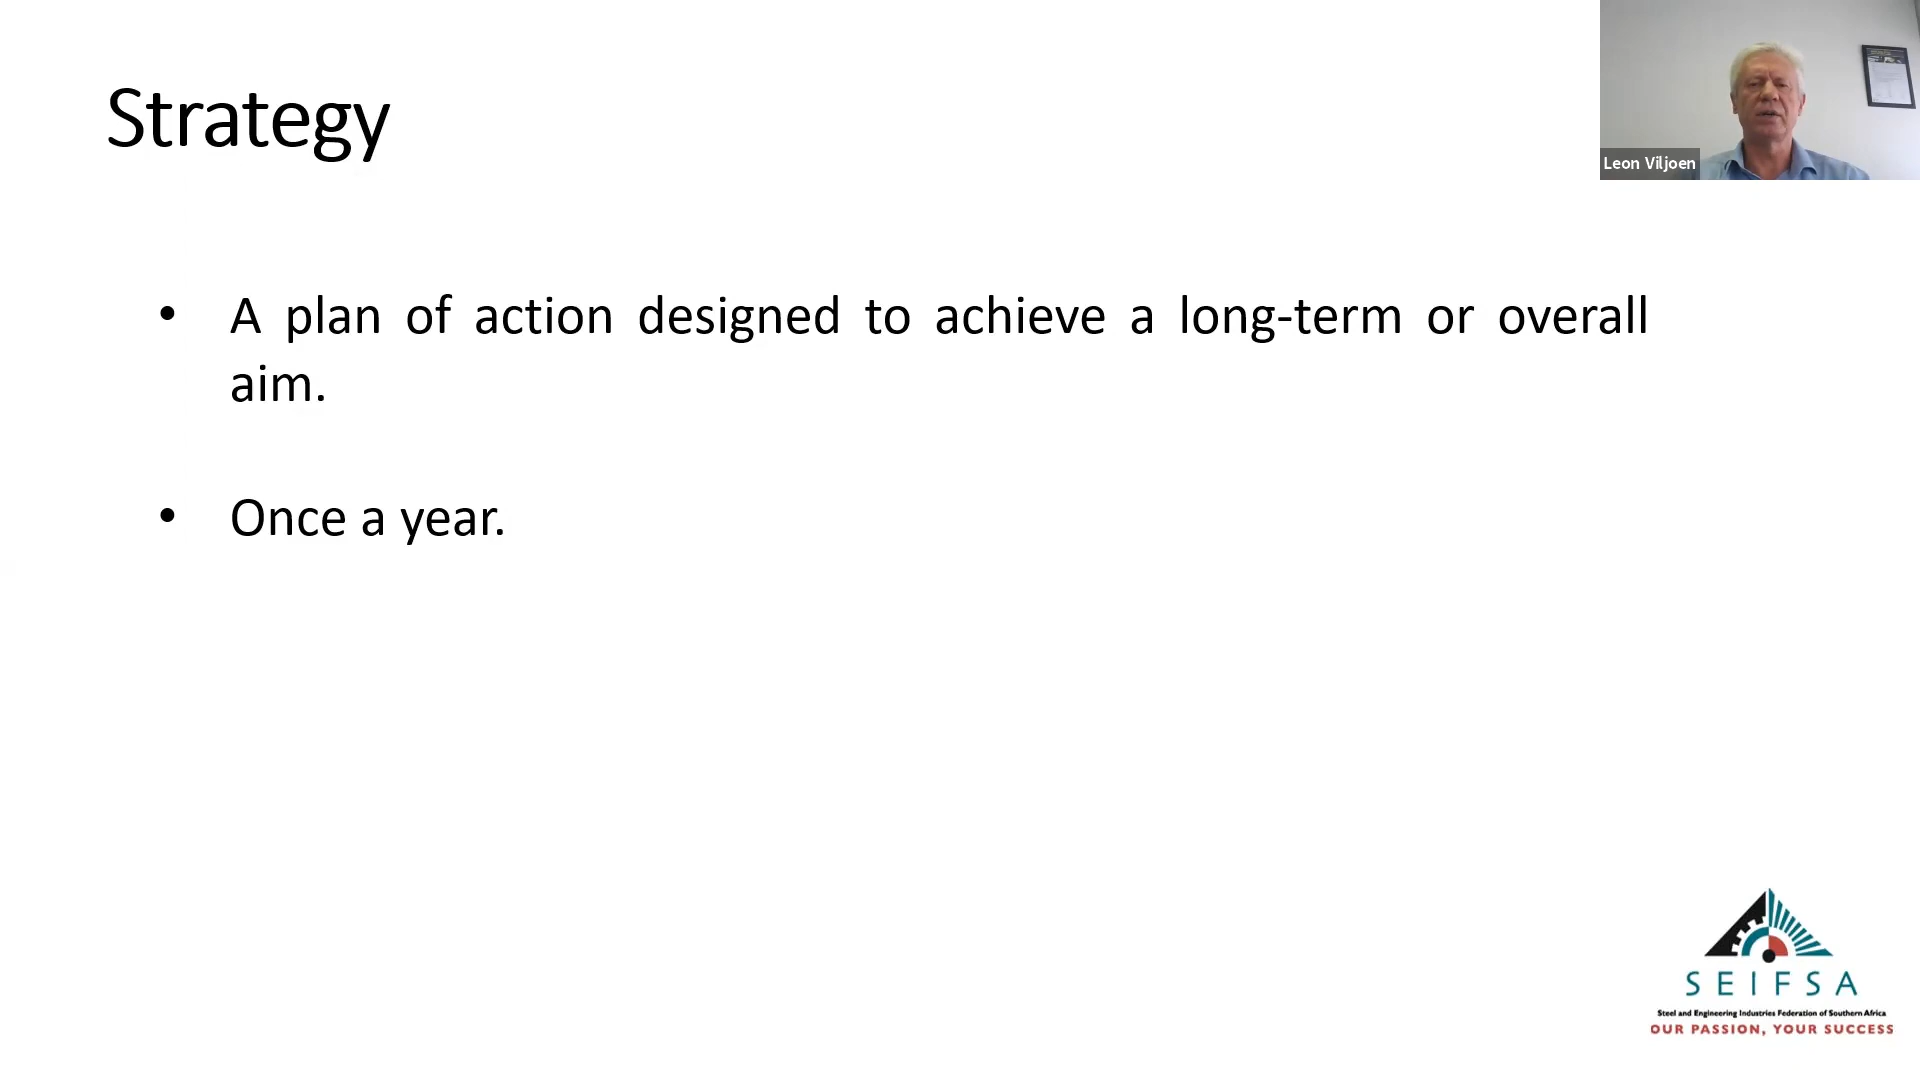 Strategy
Leon Viljoen
• A plan of action designed to achieve a long-term or overall
aim.
• Once a year.
SEIFSA
Steel and Engineering Industries Federation of Southern Africa
OUR PASSION, YOUR SUCCESS